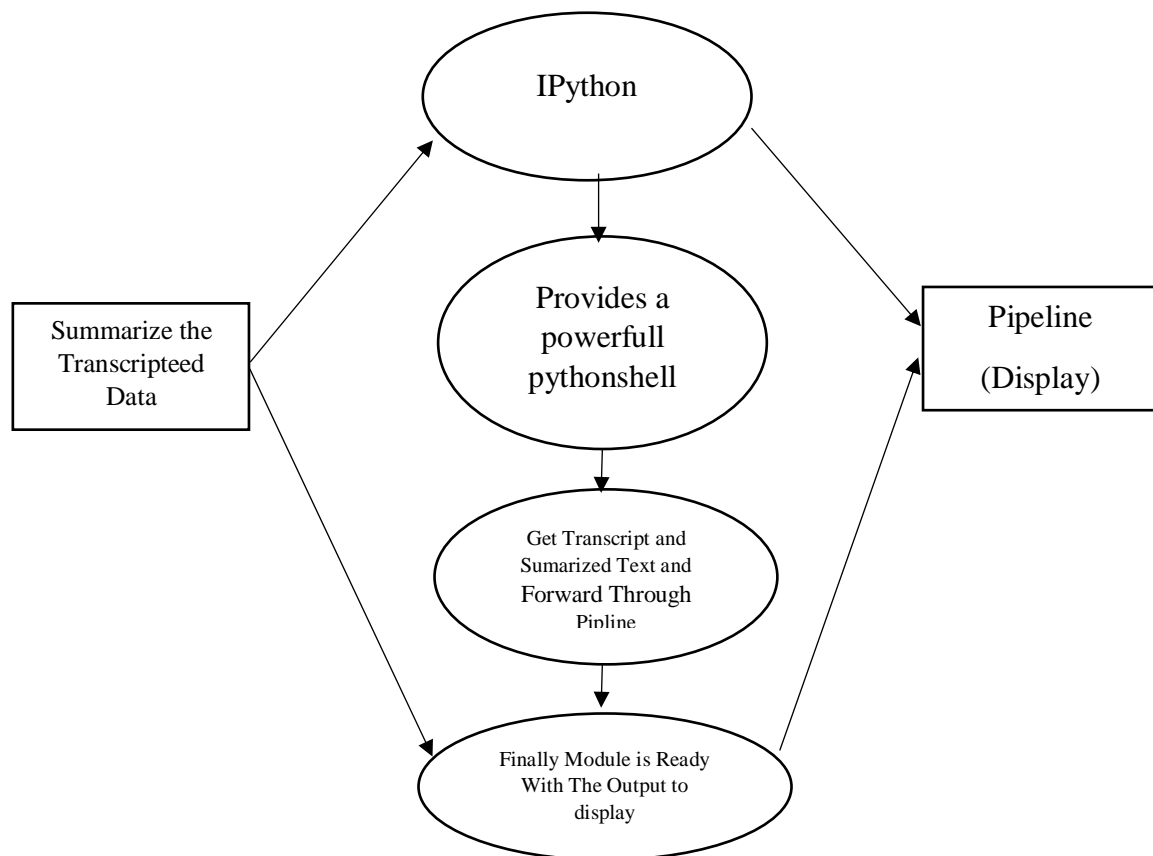 IPython
Provides a
powerfull
pythonshell
Summarize the
Transcripteed
Data
Pipeline
(Display)
Get Transcript and
Sumarized Text and
Forward Through
Pipline
Finally Module is Ready
With The Output to
display